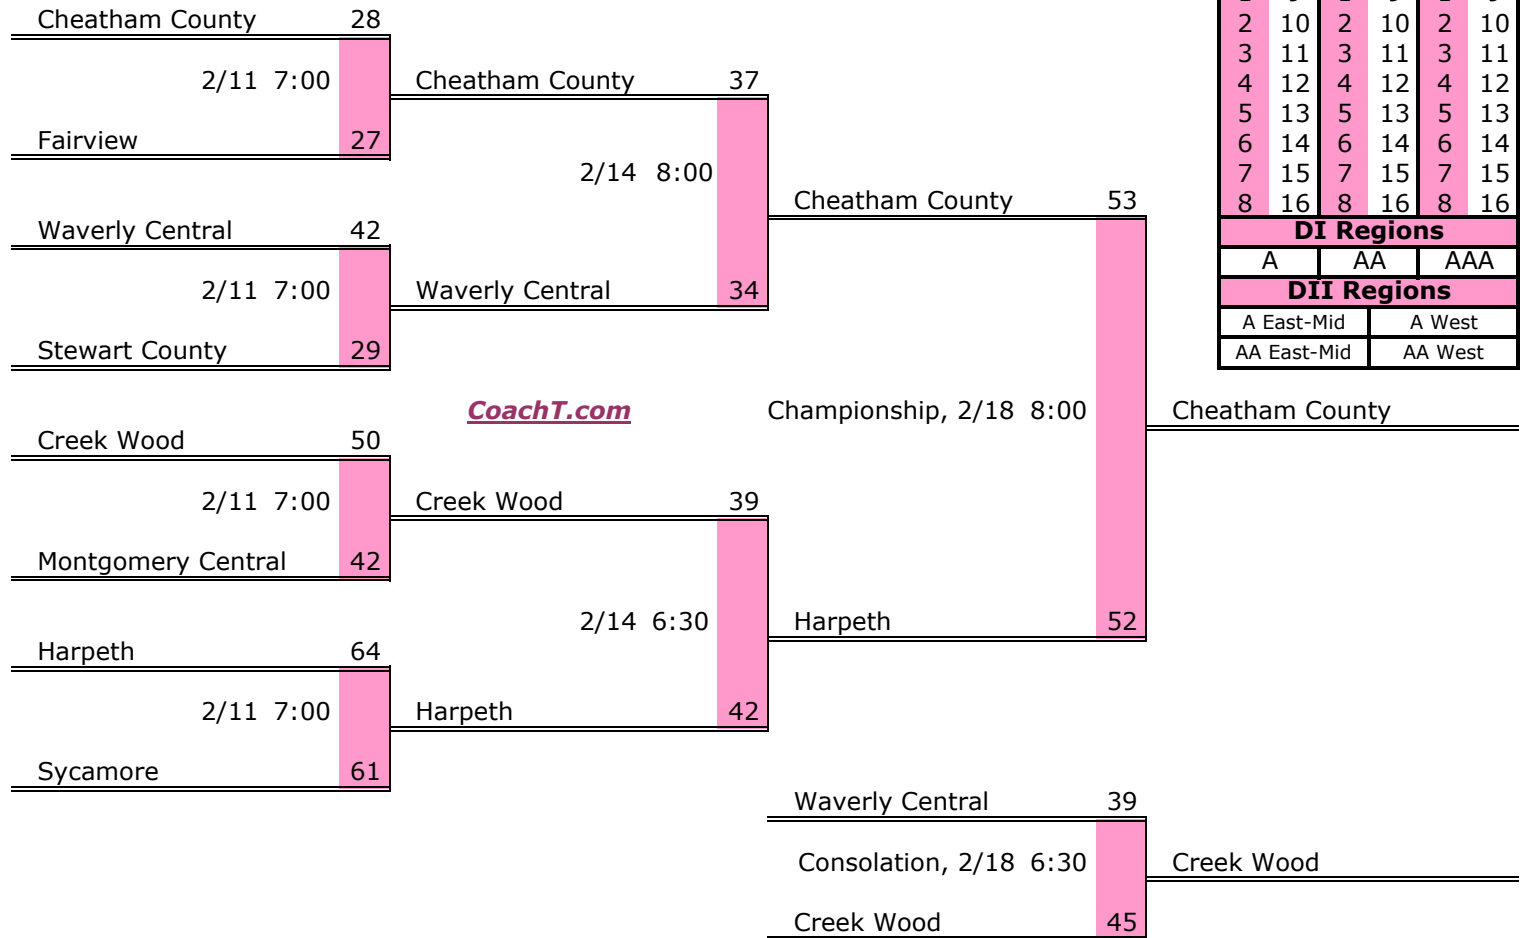 Cheatham County 28
2/11 7:00
Fairview 27
Cheatham County 37
2/14 8:00
Waverly Central 42
2/11 7:00
Stewart County 29
Waverly Central 34
Cheatham County 53
CoachT.com
Championship, 2/18 8:00
Cheatham County
Creek Wood 50
2/11 7:00
Montgomery Central 42
Creek Wood 39
2/14 6:30
Harpeth 52
Harpeth 64
2/11 7:00
Sycamore 61
Harpeth 42
Waverly Central 39
Consolation, 2/18 6:30
Creek Wood
Creek Wood 45
2 10 2 10 2 10
3 11 3 11 3 11
4 12 4 12 4 12
5 13 5 13 5 13
6 14 6 14 6 14
7 15 7 15 7 15
8 16 8 16 8 16
DI Regions
A AA AAA
DII Regions
A East-Mid A West
AA East-Mid AA West